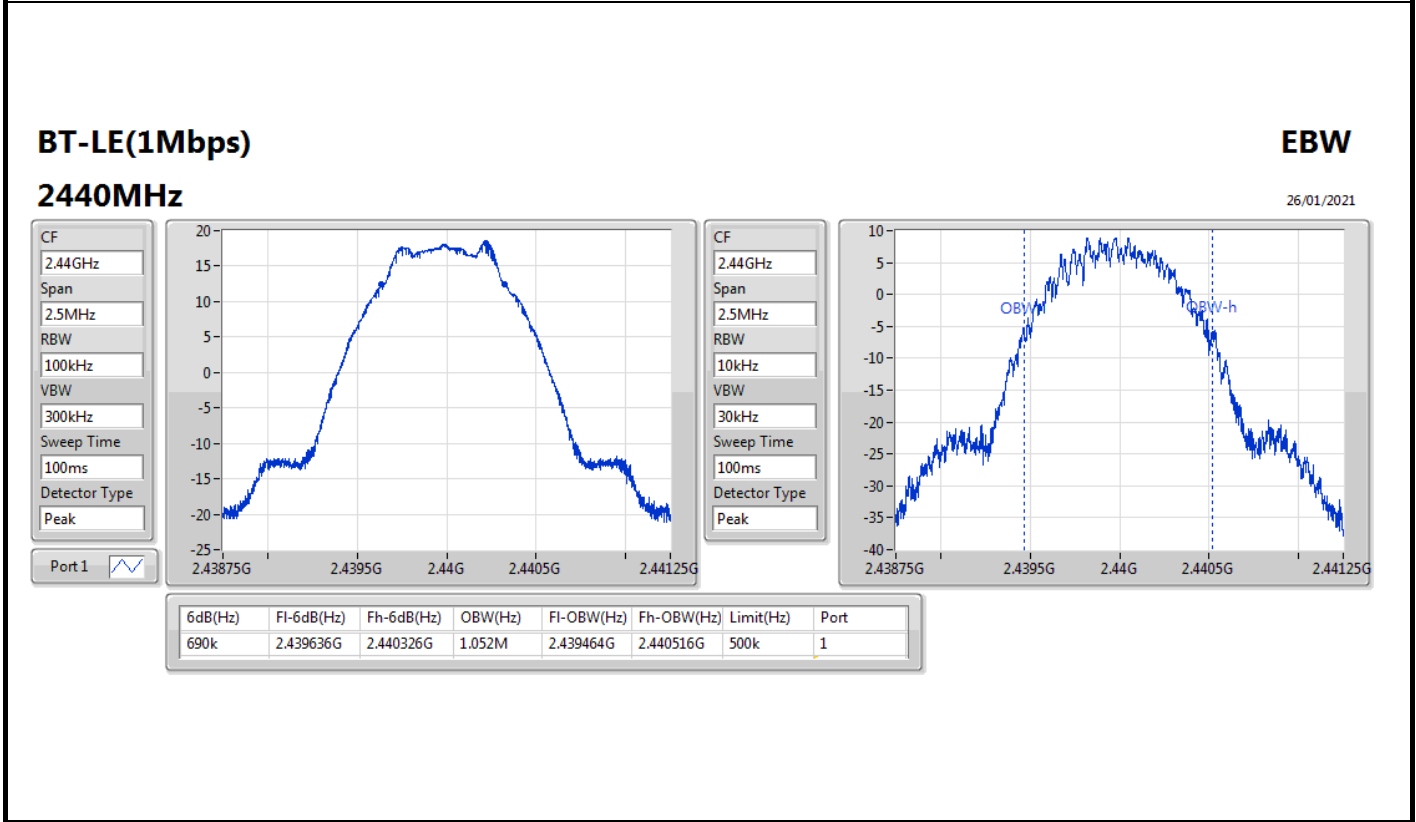 BT-LE(1Mbps)
EBW
2440MHz
26/01/2021
CF
2.44GHz
Span
2.5MHz
RBW
100kHz
VBW
300kHz
Sweep Time
100ms
Detector Type
Peak
Port 1
20
15
10
5
0
-5
-10
-15
-20
-25
2.43875G 2.4395G 2.44G 2.4405G 2.44125G
CF
2.44GHz
Span
2.5MHz
RBW
10kHz
VBW
30kHz
Sweep Time
100ms
Detector Type
Peak
10
5
0
-5
-10
-15
-20
-25
-30
-35
-40
OBW-h
2.43875G 2.4395G 2.44G 2.4405G 2.44125G
6dB(Hz) Fl-6dB(Hz) Fh-6dB(Hz) OBW(Hz) Fl-OBW(Hz) Fh-OBW(Hz) Limit(Hz) Port
690k 2.439636G 2.440326G 1.052M 2.439464G 2.440516G 500k 1